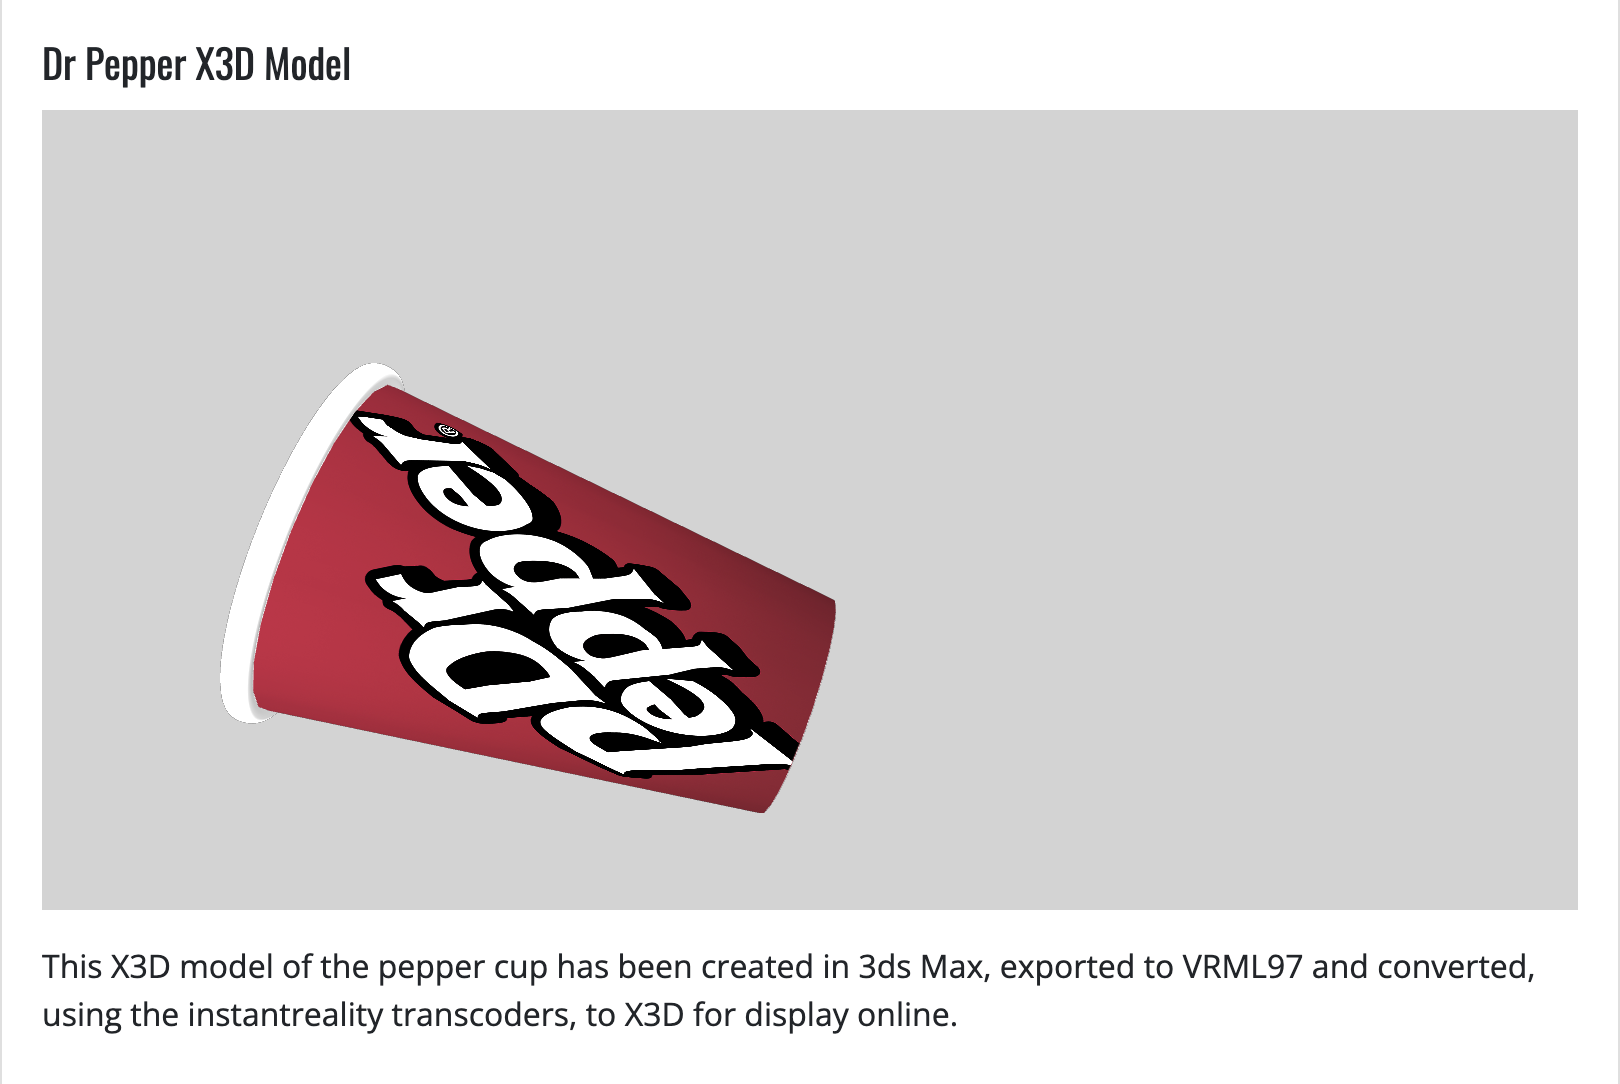 Dr Pepper X3D Model
Dr
Pepper
®
This X3D model of the pepper cup has been created in 3ds Max, exported to VRML97 and converted,
using the instantreality transcoders, to X3D for display online.